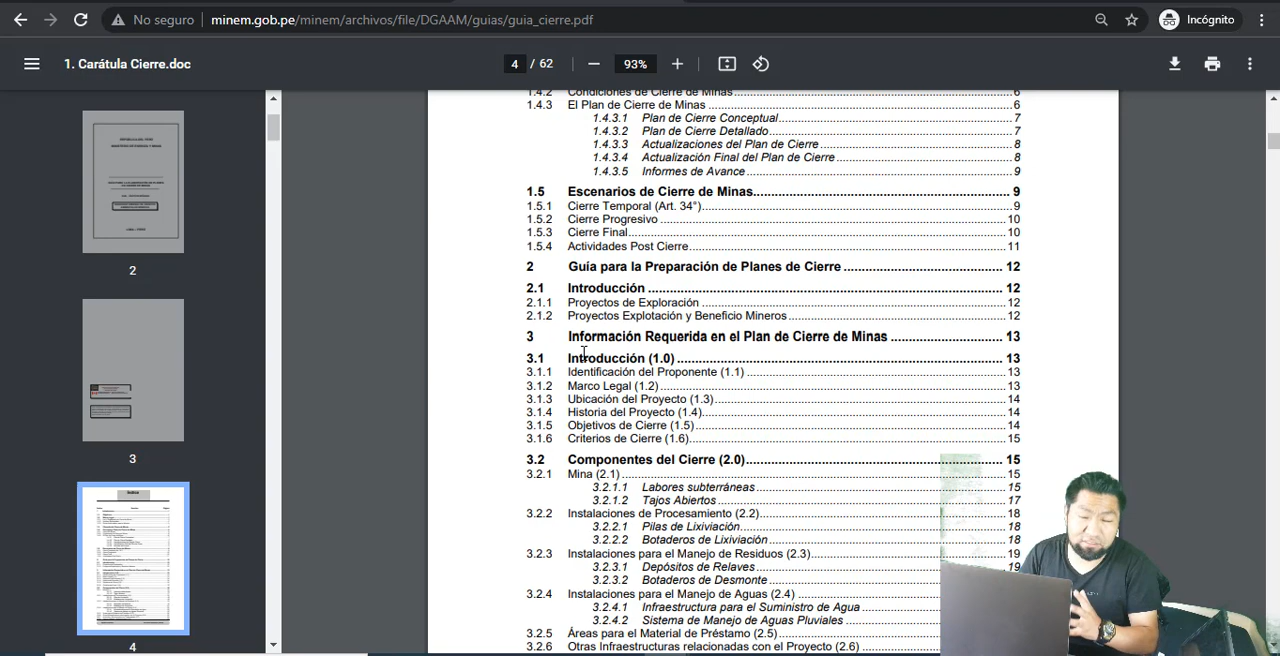 No seguro
minem.gob.pe/minem/archivos/file/DGAAM/guias/guia_cierre.pdf
Incógnito
1. Carátula Cierre.doc
4 / 62
93%
1.4.2 Condiciones de Cierre de Minas 6
1.4.3 El Plan de Cierre de Minas 6
1.4.3.1 Plan de Cierre Conceptual 7
1.4.3.2 Plan de Cierre Detallado 7
1.4.3.3 Actualizaciones del Plan de Cierre 8
1.4.3.4 Actualización Final del Plan de Cierre 8
1.4.3.5 Informes de Avance 9
1.5 Escenarios de Cierre de Minas 9
1.5.1 Cierre Temporal (Art. 34°) 9
1.5.2 Cierre Progresivo 10
1.5.3 Cierre Final 10
1.5.4 Actividades Post Cierre 11
2 Guía para la Preparación de Planes de Cierre 12
2.1 Introducción 12
2.1.1 Proyectos de Exploración 12
2.1.2 Proyectos Explotación y Beneficio Mineros 12
3 Información Requerida en el Plan de Cierre de Minas 13
3.1 Introducción (1.0) 13
3.1.1 Identificación del Proponente (1.1) 13
3.1.2 Marco Legal (1.2) 13
3.1.3 Ubicación del Proyecto (1.3) 14
3.1.4 Historia del Proyecto (1.4) 14
3.1.5 Objetivos de Cierre (1.5) 14
3.1.6 Criterios de Cierre (1.6) 15
3.2 Componentes del Cierre (2.0) 15
3.2.1 Mina (2.1) 15
3.2.1.1 Labores subterráneas 15
3.2.1.2 Tajos Abiertos 17
3.2.2 Instalaciones de Procesamiento (2.2) 18
3.2.2.1 Pilas de Lixiviación 18
3.2.2.2 Botaderos de Lixiviación 18
3.2.3 Instalaciones para el Manejo de Residuos (2.3) 19
3.2.3.1 Depósitos de Relaves 19
3.2.3.2 Botaderos de Desmonte
3.2.4 Instalaciones para el Manejo de Aguas (2.4)
3.2.4.1 Infraestructura para el Suministro de Agua
3.2.4.2 Sistema de Manejo de Aguas Pluviales
3.2.5 Áreas para el Material de Préstamo (2.5)
3.2.6 Otras Infraestructuras relacionadas con el Proyecto (2.6)
2
3
4